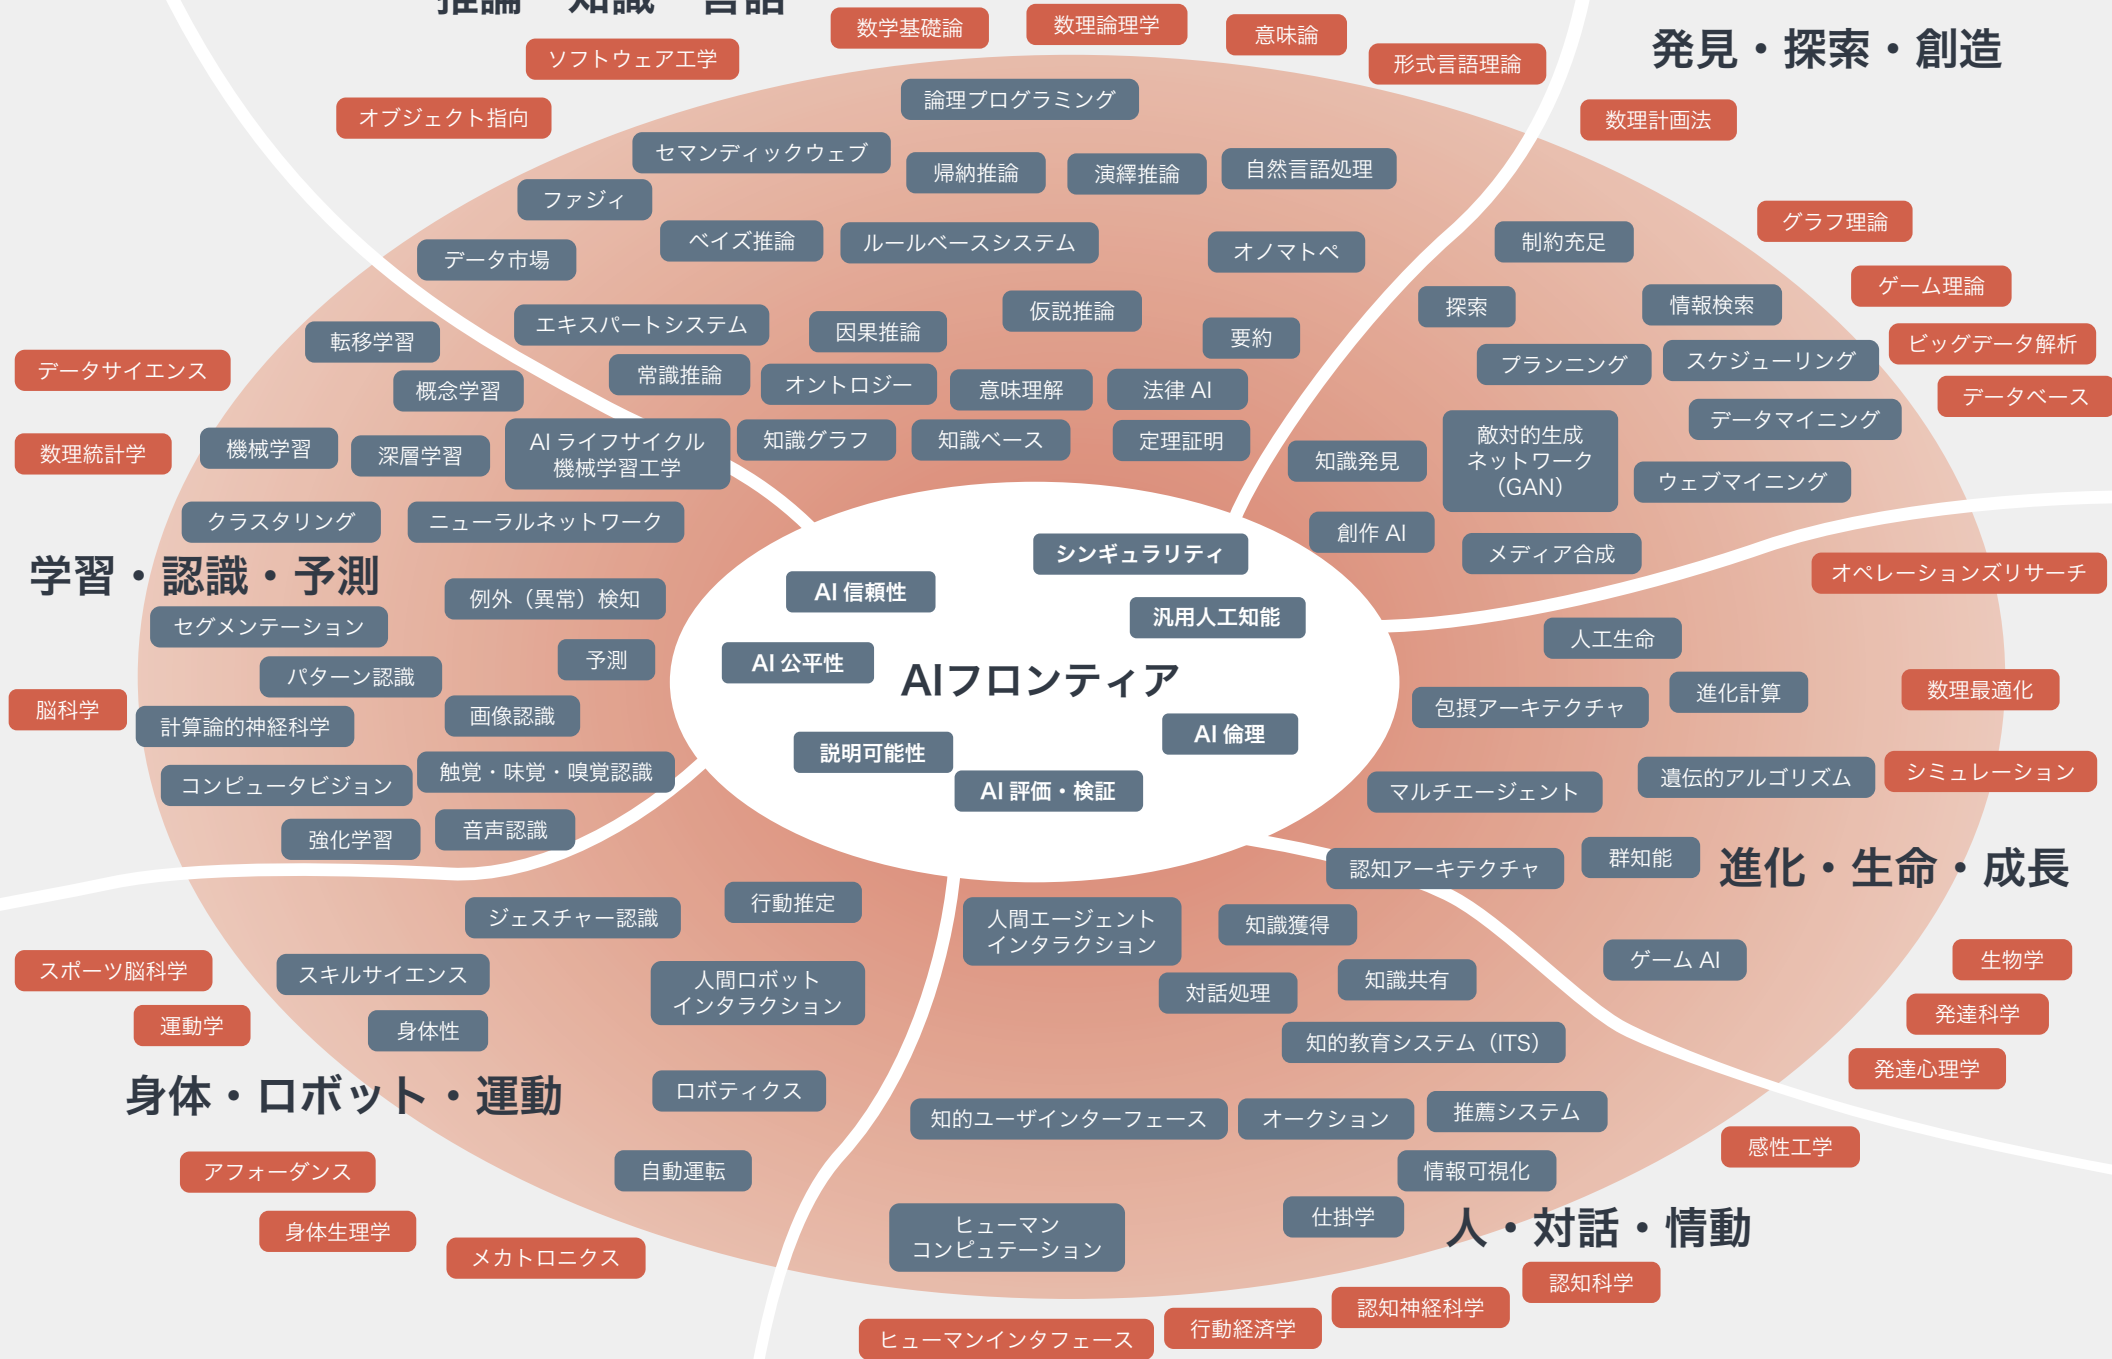 推論・知識・言語
数学基礎論
数理論理学
意味論
形式言語理論
ソフトウェア工学
オブジェクト指向
論理プログラミング
セマンディックウェブ
帰納推論
演繹推論
自然言語処理
ファジィ
ベイズ推論
ルールベースシステム
オノマトペ
データ市場
エキスパートシステム
因果推論
仮説推論
要約
常識推論
オントロジー
意味理解
法律 AI
知識グラフ
知識ベース
定理証明
発見・探索・創造
数理計画法
グラフ理論
ゲーム理論
ビッグデータ解析
データベース
制約充足
探索
情報検索
プランニング
スケジューリング
データマイニング
知識発見
敵対的生成
ネットワーク
（GAN）
ウェブマイニング
創作 AI
メディア合成
学習・認識・予測
データサイエンス
数理統計学
脳科学
転移学習
概念学習
機械学習
深層学習
AI ライフサイクル
機械学習工学
クラスタリング
ニューラルネットワーク
例外（異常）検知
セグメンテーション
予測
パターン認識
画像認識
計算論的神経科学
触覚・味覚・嗅覚認識
コンピュータビジョン
音声認識
強化学習
AIフロンティア
シンギュラリティ
AI 信頼性
汎用人工知能
AI 公平性
AI 倫理
説明可能性
AI 評価・検証
進化・生命・成長
オペレーションズリサーチ
人工生命
数理最適化
進化計算
包摂アーキテクチャ
シミュレーション
遺伝的アルゴリズム
マルチエージェント
群知能
認知アーキテクチャ
ゲーム AI
生物学
発達科学
発達心理学
身体・ロボット・運動
行動推定
ジェスチャー認識
スポーツ脳科学
スキルサイエンス
人間ロボット
インタラクション
運動学
身体性
ロボティクス
自動運転
アフォーダンス
身体生理学
メカトロニクス
人・対話・情動
人間エージェント
インタラクション
知識獲得
対話処理
知識共有
知的教育システム（ITS）
知的ユーザインターフェース
オークション
推薦システム
感性工学
情報可視化
仕掛学
ヒューマン
コンピュテーション
認知科学
認知神経科学
行動経済学
ヒューマンインタフェース